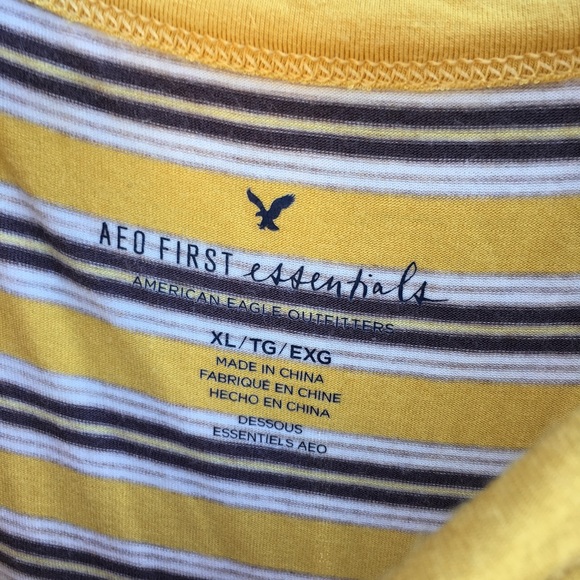 AEO FIRST essentials
AMERICAN EAGLE OUTFITTERS
XL/TG/EXG
MADE IN CHINA
FABRIQUÉ EN CHINE
HECHO EN CHINA
DESSOUS
ESSENTIELS AEO